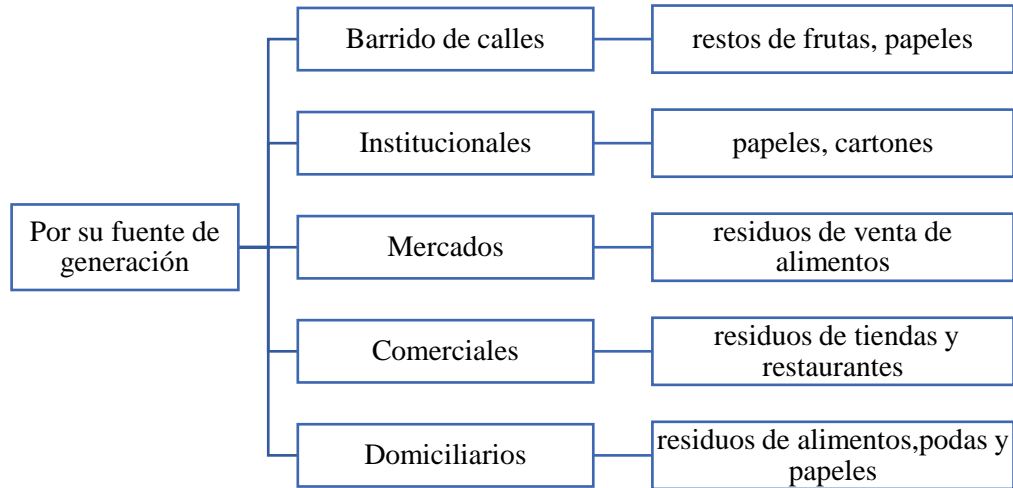 Barrido de calles
restos de frutas, papeles
Institucionales
papeles, cartones
Por su fuente de
generación
Mercados
residuos de venta de
alimentos
Comerciales
residuos de tiendas y
restaurantes
Domiciliarios
residuos de alimentos,podas y
papeles